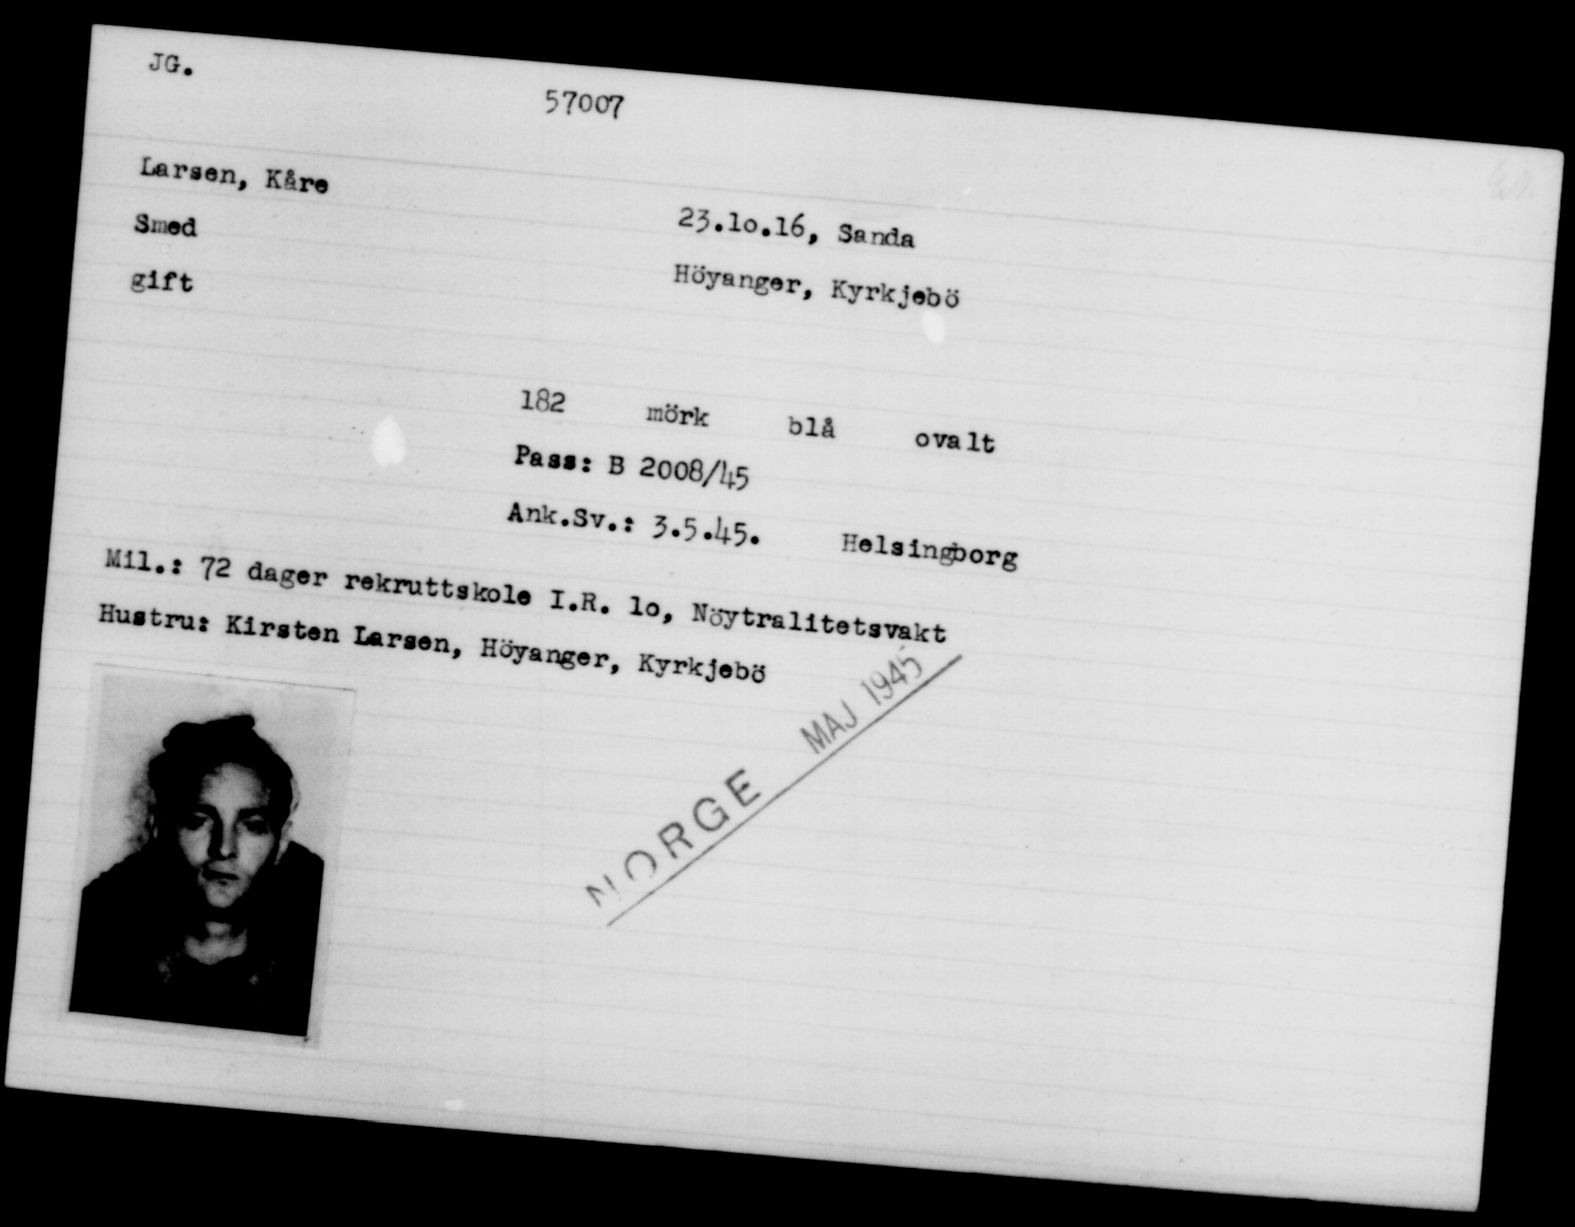 JG.
57007
Larsen, Kåre
23.10.16, Sanda
Smed
Höyanger, Kyrkjebö
gift
182 mörk blå ovalt
Pass: B 2008/45
Ank.Sv.: 3.5.45. Helsingborg
Mil.: 72 dager rekruttskole I.R. 10, Nöytralitetsvakt
Hustru: Kirsten Larsen, Höyanger, Kyrkjebö
NORGE MAJ 1945